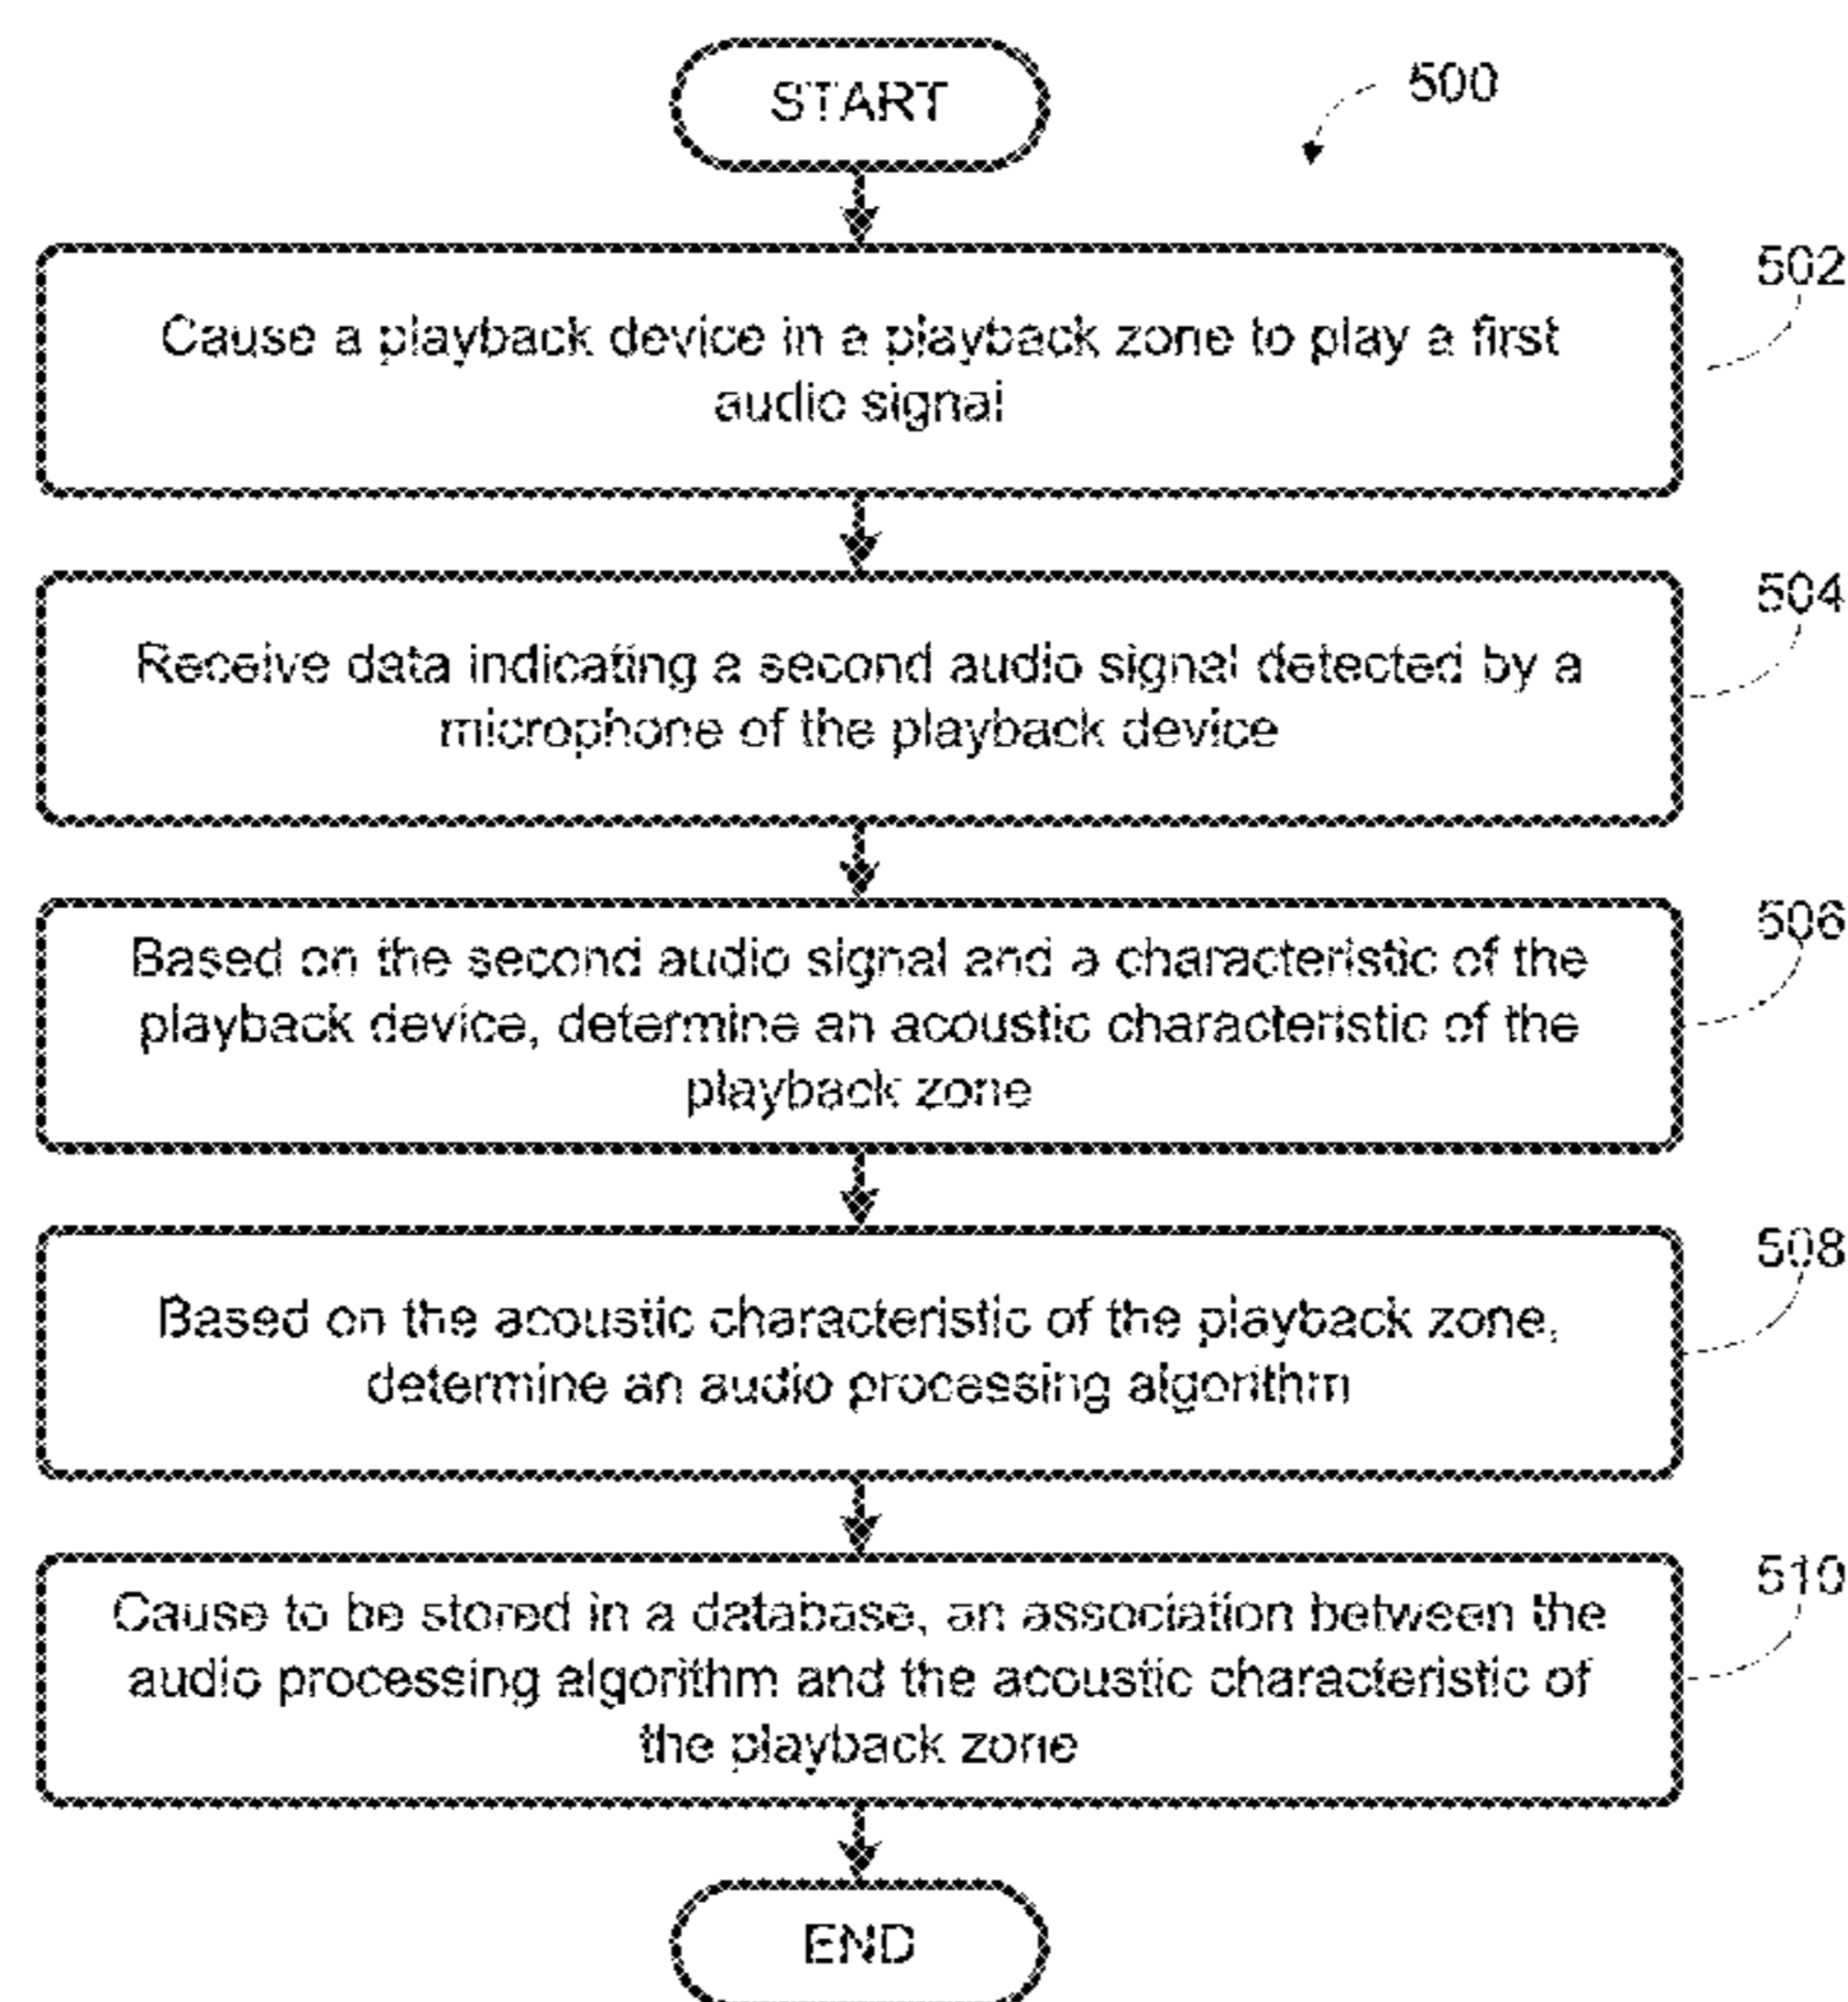 START
500
Cause a playback device in a playback zone to play a first
audio signal
502
Receive data indicating a second audio signal detected by a
microphone of the playback device
504
Based on the second audio signal and a characteristic of the
playback device, determine an acoustic characteristic of the
playback zone
506
Based on the acoustic characteristic of the playback zone,
determine an audio processing algorithm
508
Cause to be stored in a database, an association between the
audio processing algorithm and the acoustic characteristic of
the playback zone
510
END